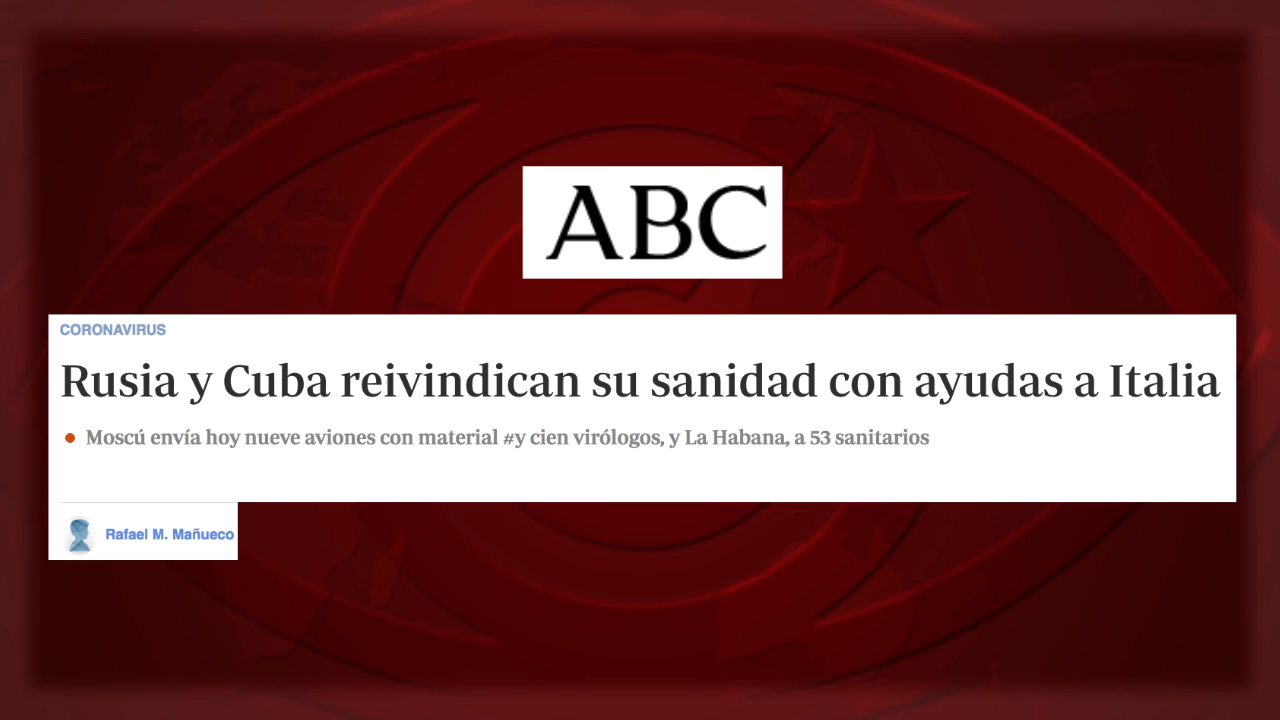 ABC
CORONAVIRUS
Rusia y Cuba reivindican su sanidad con ayudas a Italia
Moscú envía hoy nueve aviones con material #y cien virólogos, y La Habana, a 53 sanitarios
Rafael M. Mañueco